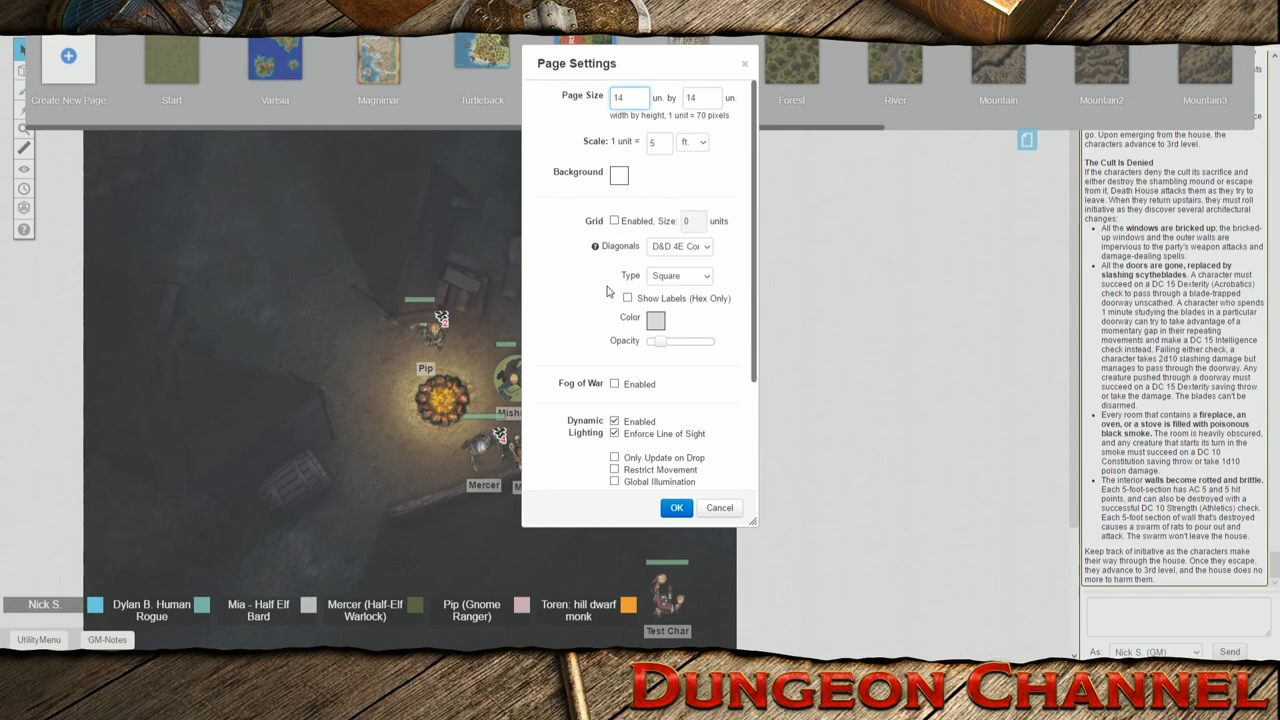 Create New Page
Start
Varisia
Magnimar
Turtleback
Forest
River
Mountain
Mountain2
Mountain3
Page Settings
×
Page Size 14 un. by 14 un.
width by height, 1 unit = 70 pixels
Scale: 1 unit = 5 ft.
Background
Grid Enabled, Size: 0 units
Diagonals D&D 4E Cor
Type Square
Show Labels (Hex Only)
Color
Opacity
Fog of War Enabled
Dynamic Lighting Enabled
Enforce Line of Sight
Only Update on Drop
Restrict Movement
Global Illumination
OK Cancel
Pip
Mercer
Test Char
Nick S.
Dylan B. Human
Rogue
Mia - Half Elf
Bard
Mercer (Half-Elf
Warlock)
Pip (Gnome
Ranger)
Toren: hill dwarf
monk
UtilityMenu
GM-Notes
go. Upon emerging from the house, the
characters advance to 3rd level.
The Cult Is Denied
If the characters deny the cult its sacrifice and
either destroy the shambling mound or escape
from it, Death House attacks them as they try to
leave. When they return upstairs, they must roll
initiative as they discover several architectural
changes:
All the windows are bricked up; the bricked-
up windows and the outer walls are
impervious to the party's weapon attacks and
damage-dealing spells.
All the doors are gone, replaced by
slashing scytheblades. A character must
succeed on a DC 15 Dexterity (Acrobatics)
check to pass through a blade-trapped
doorway unscathed. A character who spends
1 minute studying the blades in a particular
doorway can try to take advantage of a
momentary gap in their repeating
movements and make a DC 15 Intelligence
check instead. Failing either check, a
character takes 2d10 slashing damage but
manages to pass through the doorway. Any
creature pushed through a doorway must
succeed on a DC 15 Dexterity saving throw
or take the damage. The blades can't be
disarmed.
Every room that contains a fireplace, an
oven, or a stove is filled with poisonous
black smoke. The room is heavily obscured,
and any creature that starts its turn in the
smoke must succeed on a DC 10
Constitution saving throw or take 1d10
poison damage.
The interior walls become rotted and brittle.
Each 5-foot-section has AC 5 and 5 hit
points, and can also be destroyed with a
successful DC 10 Strength (Athletics) check.
Each 5-foot section of wall that's destroyed
causes a swarm of rats to pour out and
attack. The swarm won't leave the house.
Keep track of initiative as the characters make
their way through the house. Once they escape,
they advance to 3rd level, and the house does no
more to harm them.
As: Nick S. (GM) Send
Dungeon Channel